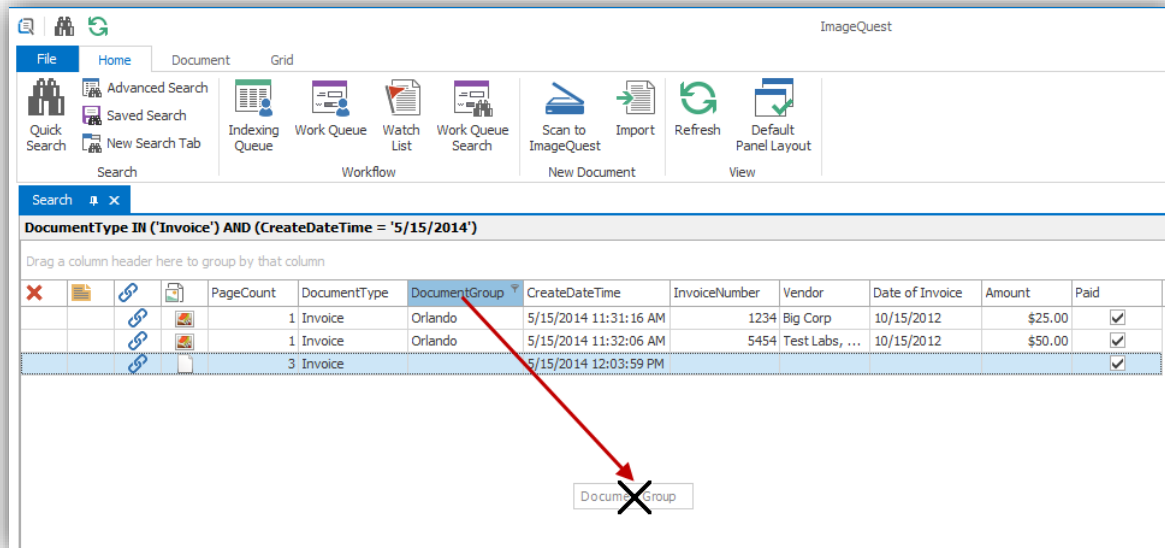 ImageQuest
File Home Document Grid
Quick Search
Advanced Search
Saved Search
New Search Tab
Indexing Queue
Work Queue
Watch List
Work Queue Search
Scan to ImageQuest
Import
Refresh
Default Panel Layout
Search Workflow New Document View
Search
DocumentType IN ('Invoice') AND (CreateDateTime = '5/15/2014')
Drag a column header here to group by that column
PageCount DocumentType DocumentGroup CreateDateTime InvoiceNumber Vendor Date of Invoice Amount Paid
1 Invoice Orlando 5/15/2014 11:31:16 AM 1234 Big Corp 10/15/2012 $25.00
1 Invoice Orlando 5/15/2014 11:32:06 AM 5454 Test Labs, ... 10/15/2012 $50.00
3 Invoice 5/15/2014 12:03:59 PM
DocumentGroup